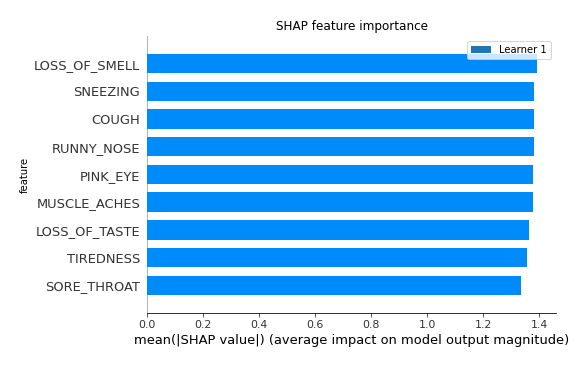 SHAP feature importance
Learner 1
LOSS_OF_SMELL
SNEEZING
COUGH
RUNNY_NOSE
PINK_EYE
MUSCLE_ACHES
LOSS_OF_TASTE
TIREDNESS
SORE_THROAT
feature
0.0 0.2 0.4 0.6 0.8 1.0 1.2 1.4
mean(|SHAP value|) (average impact on model output magnitude)